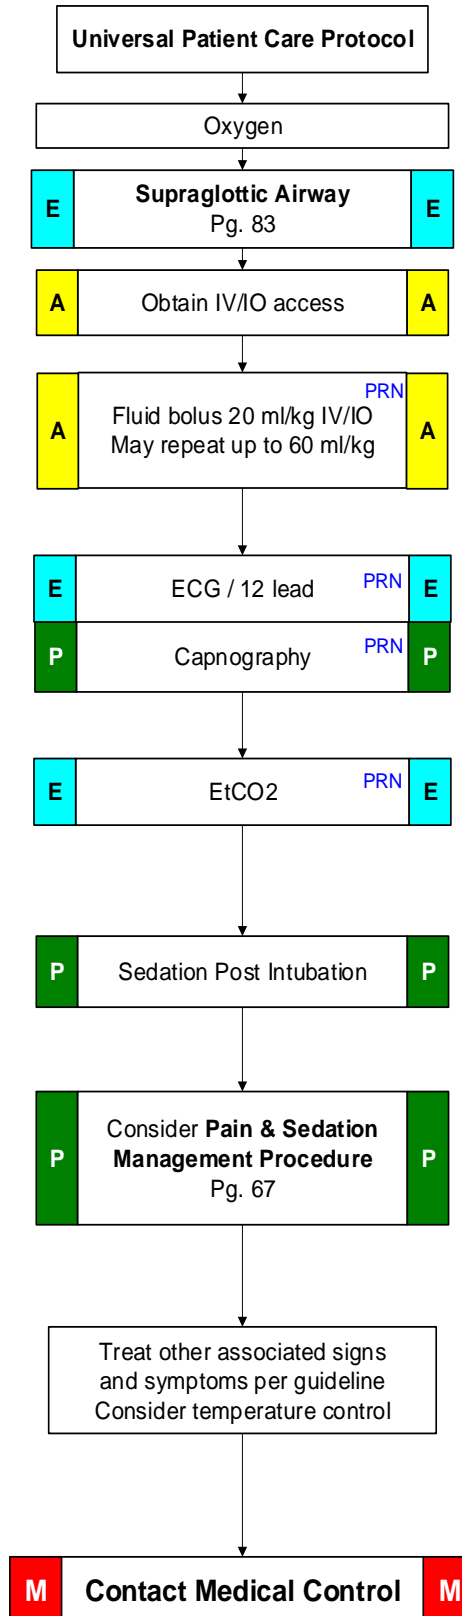 Universal Patient Care Protocol
Oxygen
E Supraglottic Airway E
Pg. 83
A Obtain IV/IO access A
PRN
Fluid bolus 20 ml/kg IV/IO
A May repeat up to 60 ml/kg A
E ECG / 12 lead PRN E
P Capnography PRN P
E EtCO2 PRN E
P Sedation Post Intubation P
Consider Pain & Sedation
P Management Procedure P
Pg. 67
Treat other associated signs
and symptoms per guideline
Consider temperature control
M Contact Medical Control M